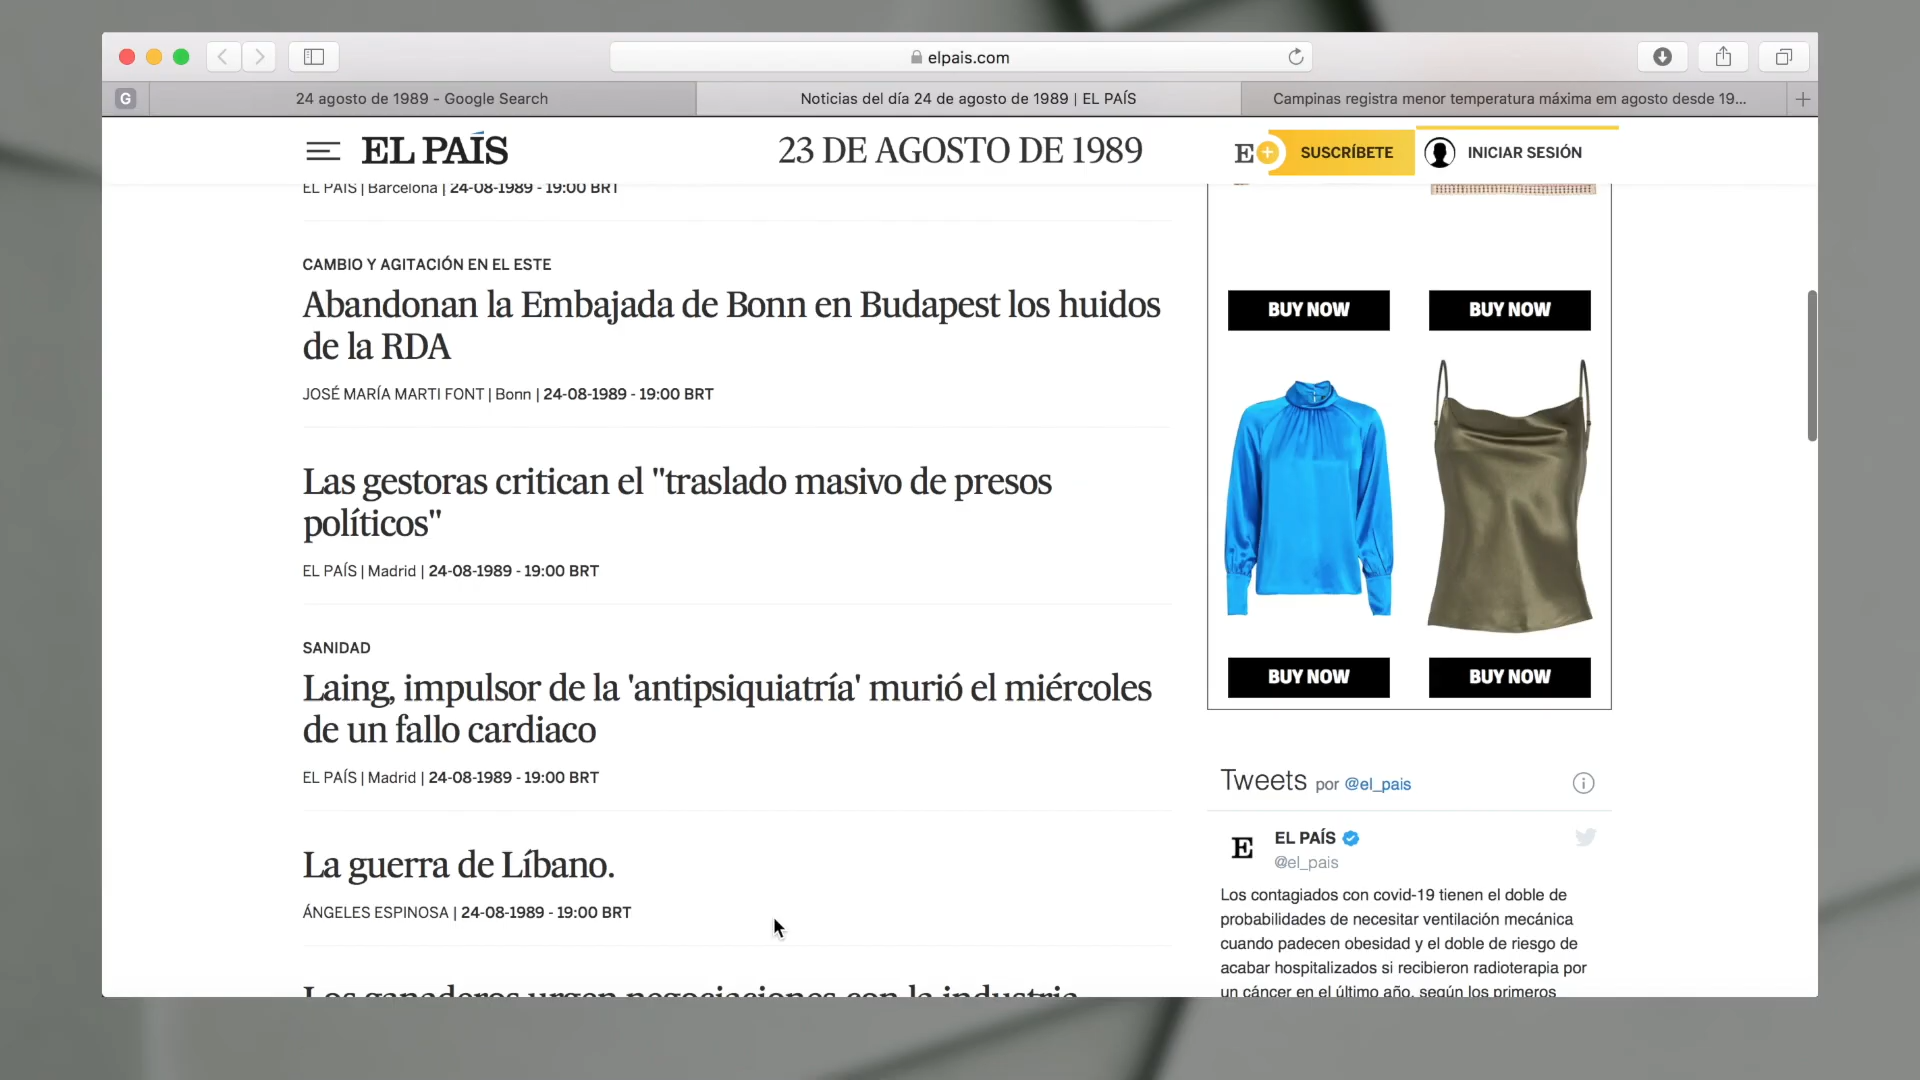 elpais.com
G
24 agosto de 1989 - Google Search
Noticias del día 24 de agosto de 1989 | EL PAÍS
Campinas registra menor temperatura máxima em agosto desde 19...
EL PAÍS
23 DE AGOSTO DE 1989
E+
SUSCRÍBETE
INICIAR SESIÓN
EL PAÍS | Barcelona | 24-08-1989 - 19:00 BRT
CAMBIO Y AGITACIÓN EN EL ESTE
Abandonan la Embajada de Bonn en Budapest los huidos
de la RDA
JOSÉ MARÍA MARTI FONT | Bonn | 24-08-1989 - 19:00 BRT
Las gestoras critican el "traslado masivo de presos
políticos"
EL PAÍS | Madrid | 24-08-1989 - 19:00 BRT
SANIDAD
Laing, impulsor de la 'antipsiquiatría' murió el miércoles
de un fallo cardiaco
EL PAÍS | Madrid | 24-08-1989 - 19:00 BRT
La guerra de Líbano.
ÁNGELES ESPINOSA | 24-08-1989 - 19:00 BRT
Los ganaderos urgen negociaciones con la industria
BUY NOW
BUY NOW
BUY NOW
BUY NOW
Tweets por @el_pais
E
EL PAÍS
@el_pais
Los contagiados con covid-19 tienen el doble de
probabilidades de necesitar ventilación mecánica
cuando padecen obesidad y el doble de riesgo de
acabar hospitalizados si recibieron radioterapia por
un cáncer en el último año, según los primeros